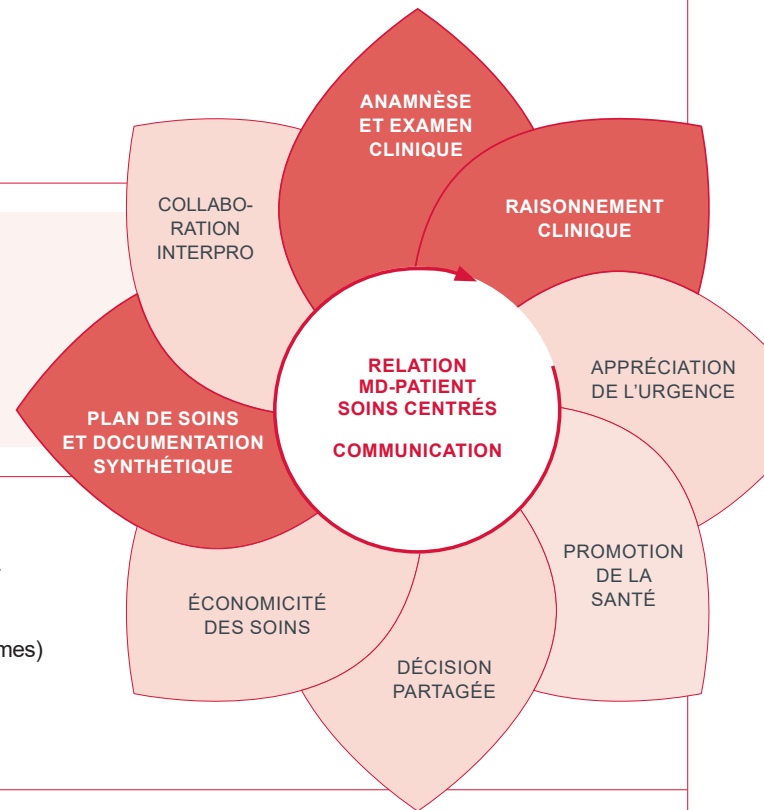 ANAMNÈSE
ET EXAMEN
CLINIQUE
RAISONNEMENT
CLINIQUE
COLLABO-
RATION
INTERPRO
APPRÉCIATION
DE L'URGENCE
RELATION
MD-PATIENT
SOINS CENTRÉS
COMMUNICATION
PLAN DE SOINS
ET DOCUMENTATION
SYNTHÉTIQUE
PROMOTION
DE LA
SANTÉ
ÉCONOMICITÉ
DES SOINS
DÉCISION
PARTAGÉE
mes)